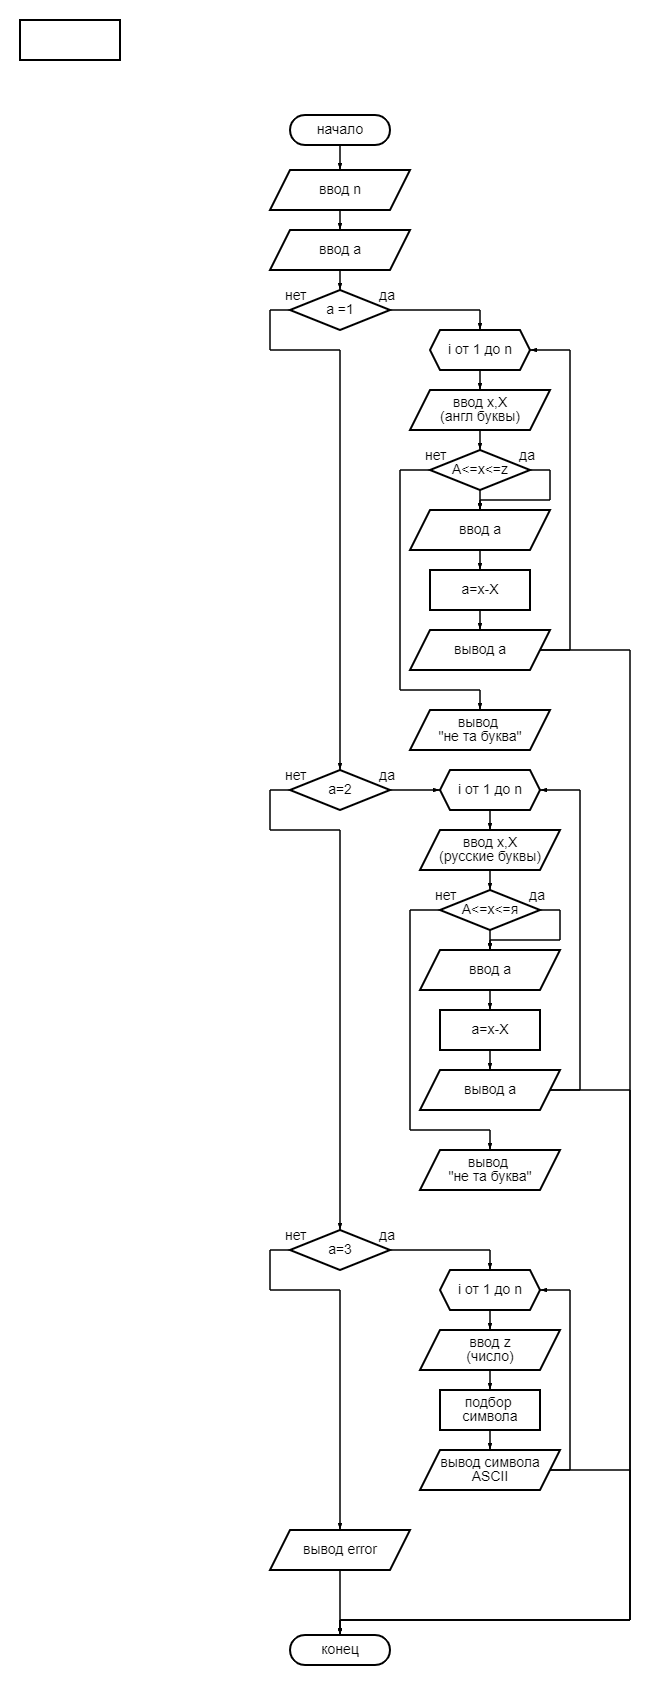 начало
ввод n
ввод a
нет
да
a =1
i от 1 до n
ввод x,X
(англ буквы)
нет
да
A<=x<=z
ввод a
a=x-X
вывод a
вывод
"не та буква"
нет
да
a=2
i от 1 до n
ввод x,X
(русские буквы)
нет
да
А<=x<=я
ввод a
a=x-X
вывод a
вывод
"не та буква"
нет
да
a=3
i от 1 до n
ввод z
(число)
подбор
символа
вывод символа
ASCII
вывод error
конец